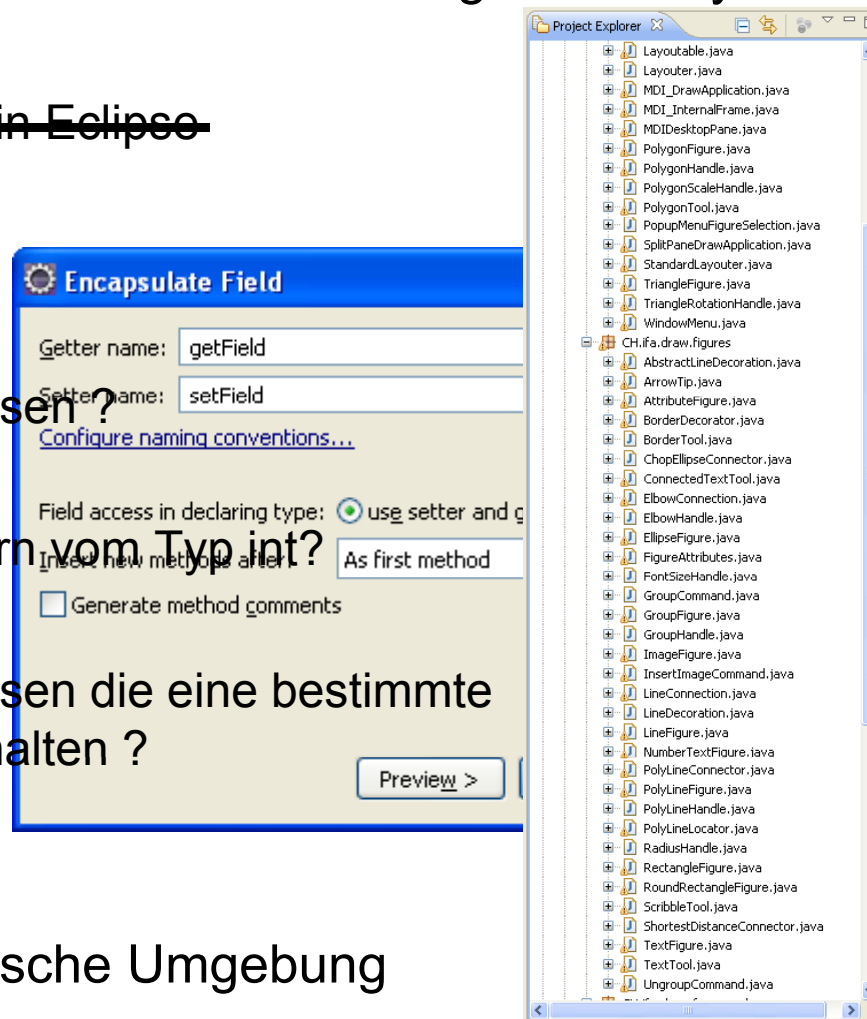 in Eclipse
Encapsulate Field
Getter name: getField
Setter name: setField
sen ?
Configure naming conventions...
Field access in declaring type: use setter and g
rn vom Typ int?
Insert new methods after: As first method
Generate method comments
sen die eine bestimmte
alten ?
Preview >
sche Umgebung
Project Explorer
Layoutable.java
Layouter.java
MDI_DrawApplication.java
MDI_InternalFrame.java
MDIDesktopPane.java
PolygonFigure.java
PolygonHandle.java
PolygonScaleHandle.java
PolygonTool.java
PopupMenuFigureSelection.java
SplitPaneDrawApplication.java
StandardLayouter.java
TriangleFigure.java
TriangleRotationHandle.java
WindowMenu.java
CH.ifa.draw.figures
AbstractLineDecoration.java
ArrowTip.java
AttributeFigure.java
BorderDecorator.java
BorderTool.java
ChopEllipseConnector.java
ConnectedTextTool.java
ElbowConnection.java
ElbowHandle.java
EllipseFigure.java
FigureAttributes.java
FontSizeHandle.java
GroupCommand.java
GroupFigure.java
GroupHandle.java
ImageFigure.java
InsertImageCommand.java
LineConnection.java
LineDecoration.java
LineFigure.java
NumberTextFigure.java
PolyLineConnector.java
PolyLineFigure.java
PolyLineHandle.java
PolyLineLocator.java
RadiusHandle.java
RectangleFigure.java
RoundRectangleFigure.java
ScribbleTool.java
ShortestDistanceConnector.java
TextFigure.java
TextTool.java
UngroupCommand.java